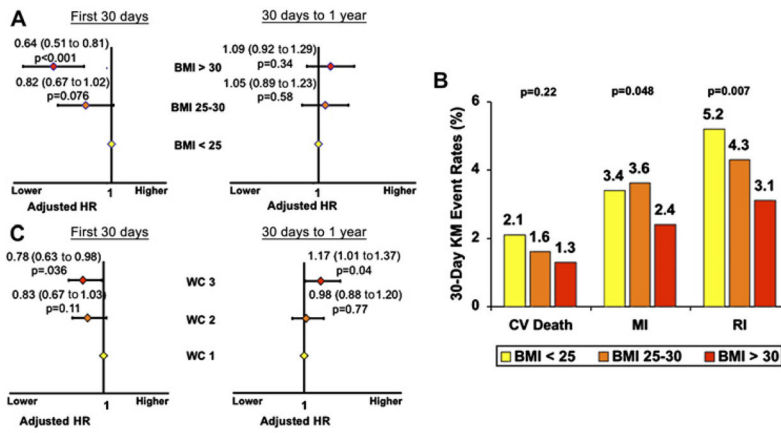 A
First 30 days
30 days to 1 year
0.64 (0.51 to 0.81)
p<0.001
0.82 (0.67 to 1.02)
p=0.076
1.09 (0.92 to 1.29)
p=0.34
1.05 (0.89 to 1.23)
p=0.58
BMI > 30
BMI 25-30
BMI < 25
Lower 1 Higher
Adjusted HR
Lower 1 Higher
Adjusted HR
B
p=0.22 p=0.048 p=0.007
30-Day KM Event Rates (%)
6
4
2
0
2.1 1.6 1.3
3.4 3.6 2.4
5.2 4.3 3.1
CV Death MI RI
BMI < 25 BMI 25-30 BMI > 30
C
First 30 days
30 days to 1 year
0.78 (0.63 to 0.98)
p=.036
0.83 (0.67 to 1.03)
p=0.11
1.17 (1.01 to 1.37)
p=0.04
0.98 (0.88 to 1.20)
p=0.77
WC 3
WC 2
WC 1
Lower 1 Higher
Adjusted HR
Lower 1 Higher
Adjusted HR